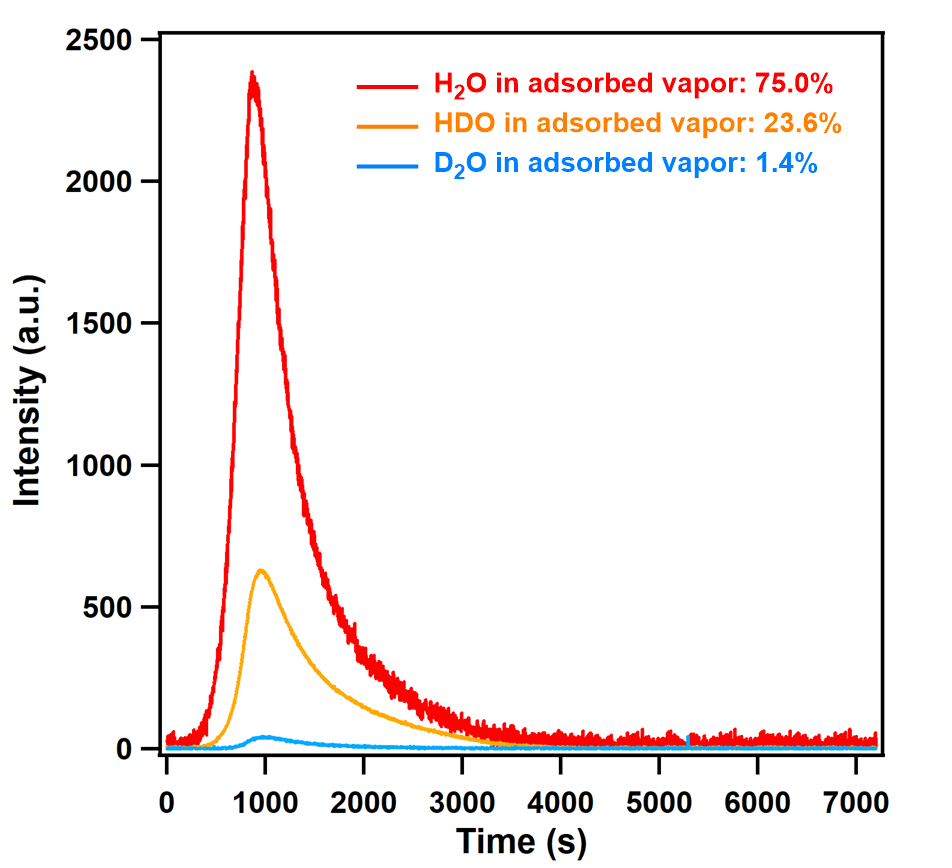 2500
2000
1500
1000
500
0
Intensity (a.u.)
H₂O in adsorbed vapor: 75.0%
HDO in adsorbed vapor: 23.6%
D₂O in adsorbed vapor: 1.4%
0 1000 2000 3000 4000 5000 6000 7000
Time (s)